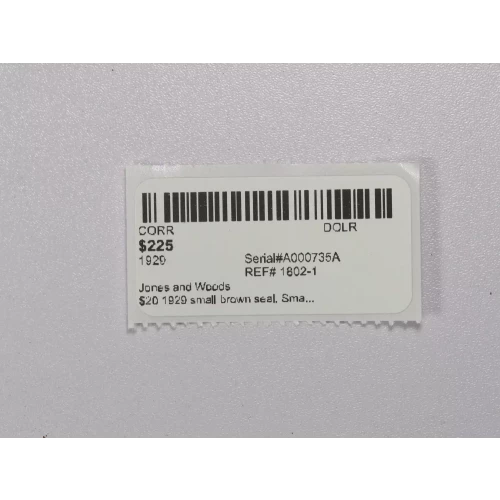 CORR DOLR
$225
1929 Serial#A000735A
REF# 1802-1
Jones and Woods
$20 1929 small brown seal. Sma...